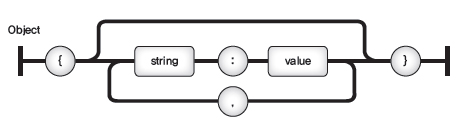 Object
{ string : value }
,